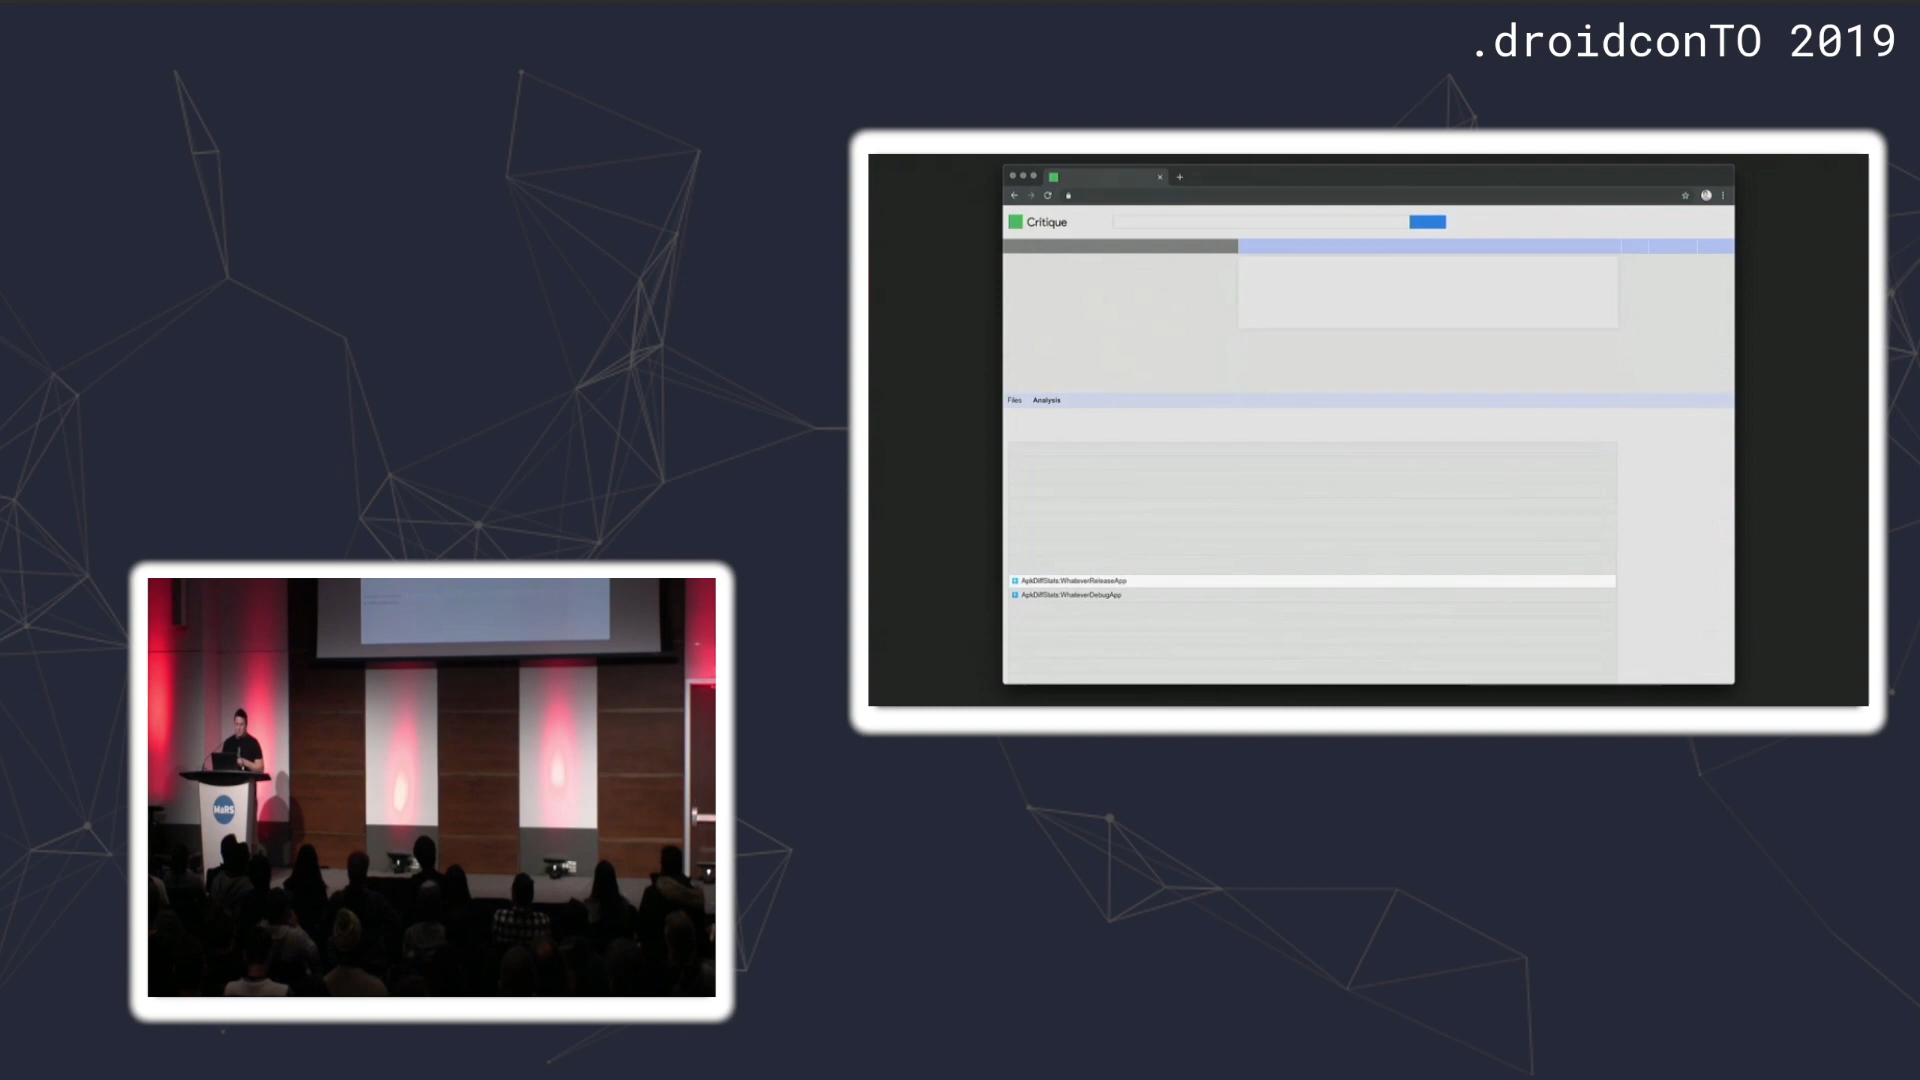 .droidconTO 2019
Critique
Files Analysis
ApkDiffStats:WhateverReleaseApp
ApkDiffStats:WhateverDebugApp
MaRS